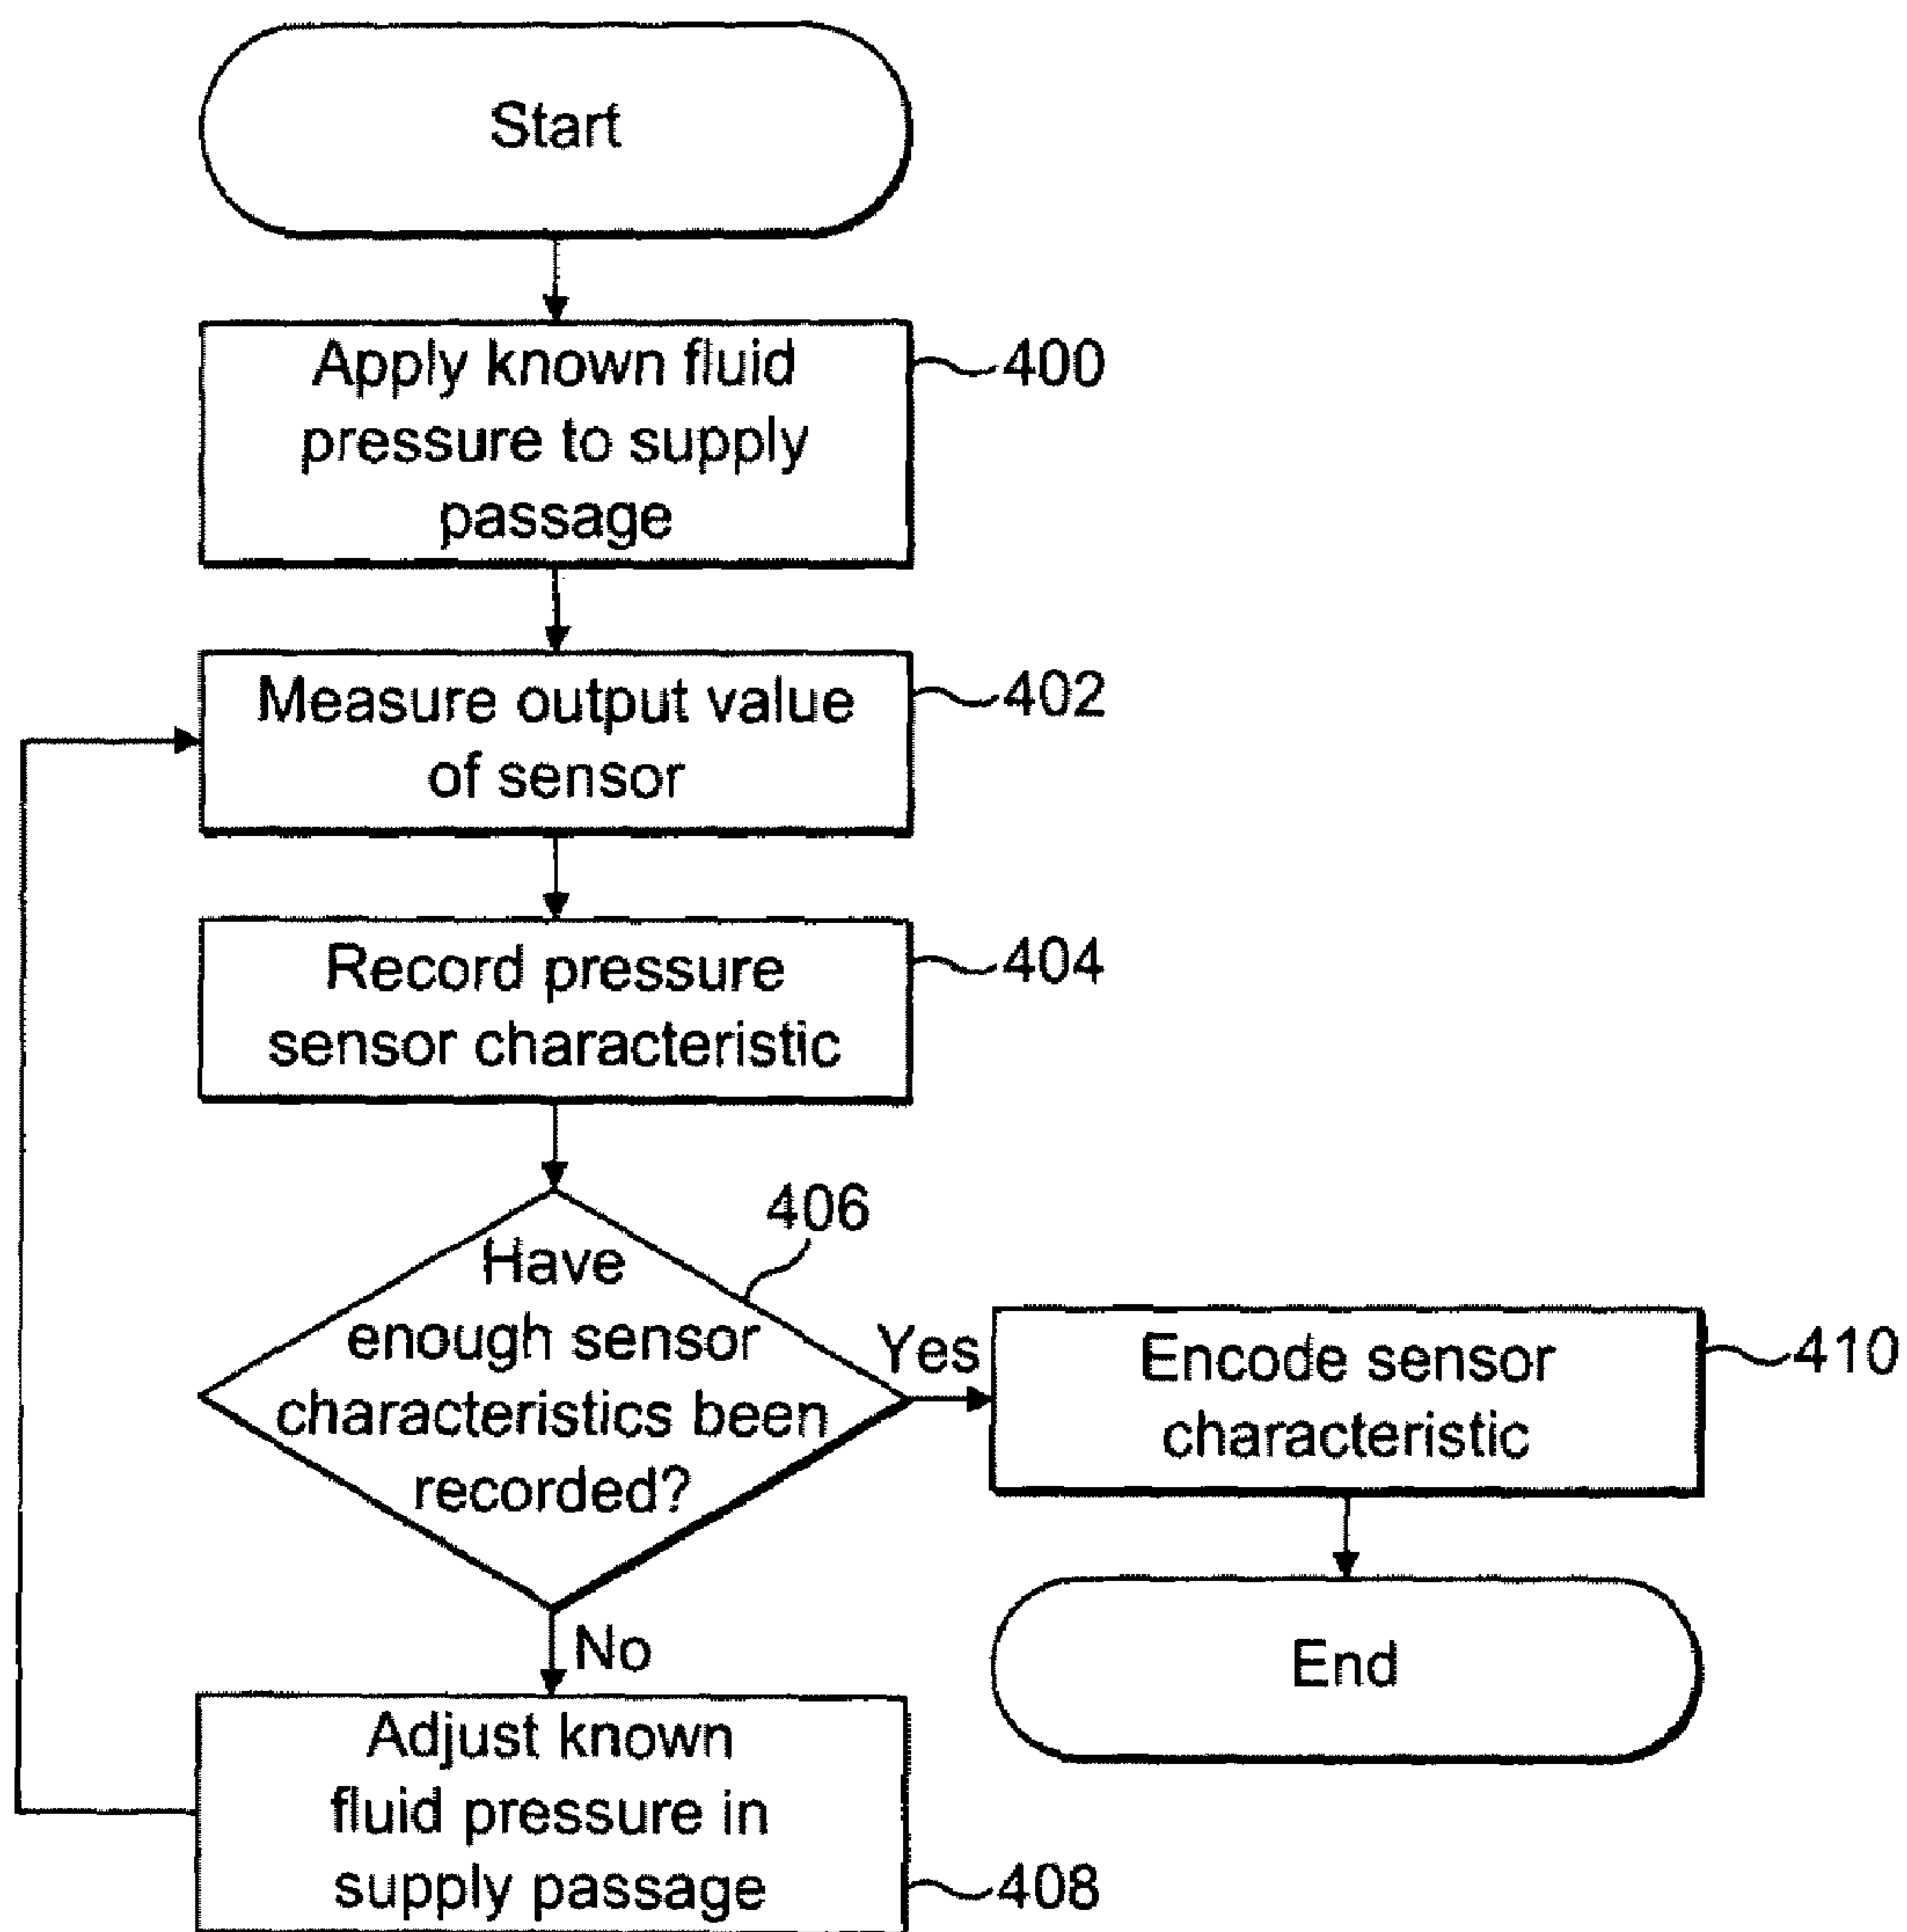 Start
Apply known fluid
pressure to supply
passage
400
Measure output value
of sensor
402
Record pressure
sensor characteristic
404
406
Have
enough sensor
characteristics been
recorded?
Yes
Encode sensor
characteristic
410
End
No
Adjust known
fluid pressure in
supply passage
408